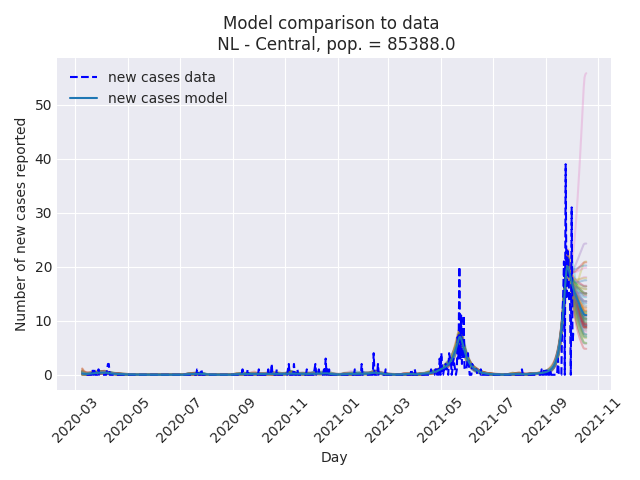 Model comparison to data
NL - Central, pop. = 85388.0
new cases data
new cases model
Number of new cases reported
50
40
30
20
10
0
2020-03
2020-05
2020-07
2020-09
2020-11
2021-01
2021-03
2021-05
2021-07
2021-09
2021-11
Day